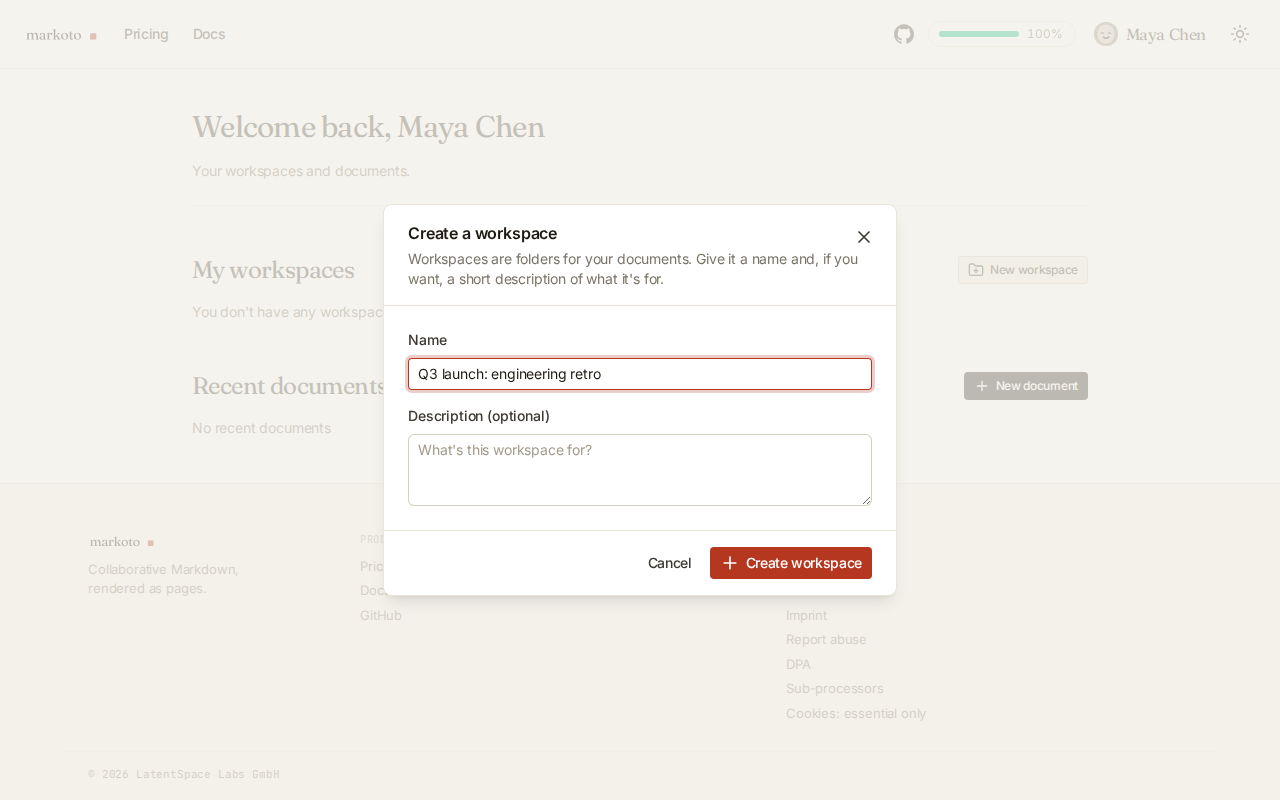 markoto
Pricing
Docs
100%
Maya Chen
Welcome back, Maya Chen
Your workspaces and documents.
Create a workspace
Workspaces are folders for your documents. Give it a name and, if you
want, a short description of what it's for.
My workspaces
New workspace
You don't have any
Name
Q3 launch: engineering retro
Recent documents
New document
Description (optional)
No recent documents
What's this workspace for?
markoto
Collaborative Markdown,
rendered as pages.
Cancel
Create workspace
GitHub
Imprint
Report abuse
DPA
Sub-processors
Cookies: essential only
© 2026 LatentSpace Labs GmbH